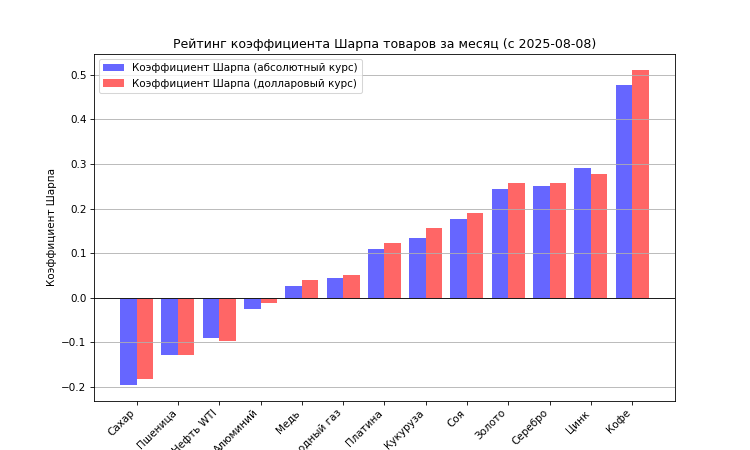 Рейтинг коэффициента Шарпа товаров за месяц (с 2025-08-08)
Коэффициент Шарпа (абсолютный курс)
Коэффициент Шарпа (долларовый курс)
Коэффициент Шарпа
0.5
0.4
0.3
0.2
0.1
0.0
−0.1
−0.2
Сахар
Пшеница
Нефть WTI
Алюминий
Медь
одный газ
Платина
Кукуруза
Соя
Золото
Серебро
Цинк
Кофе